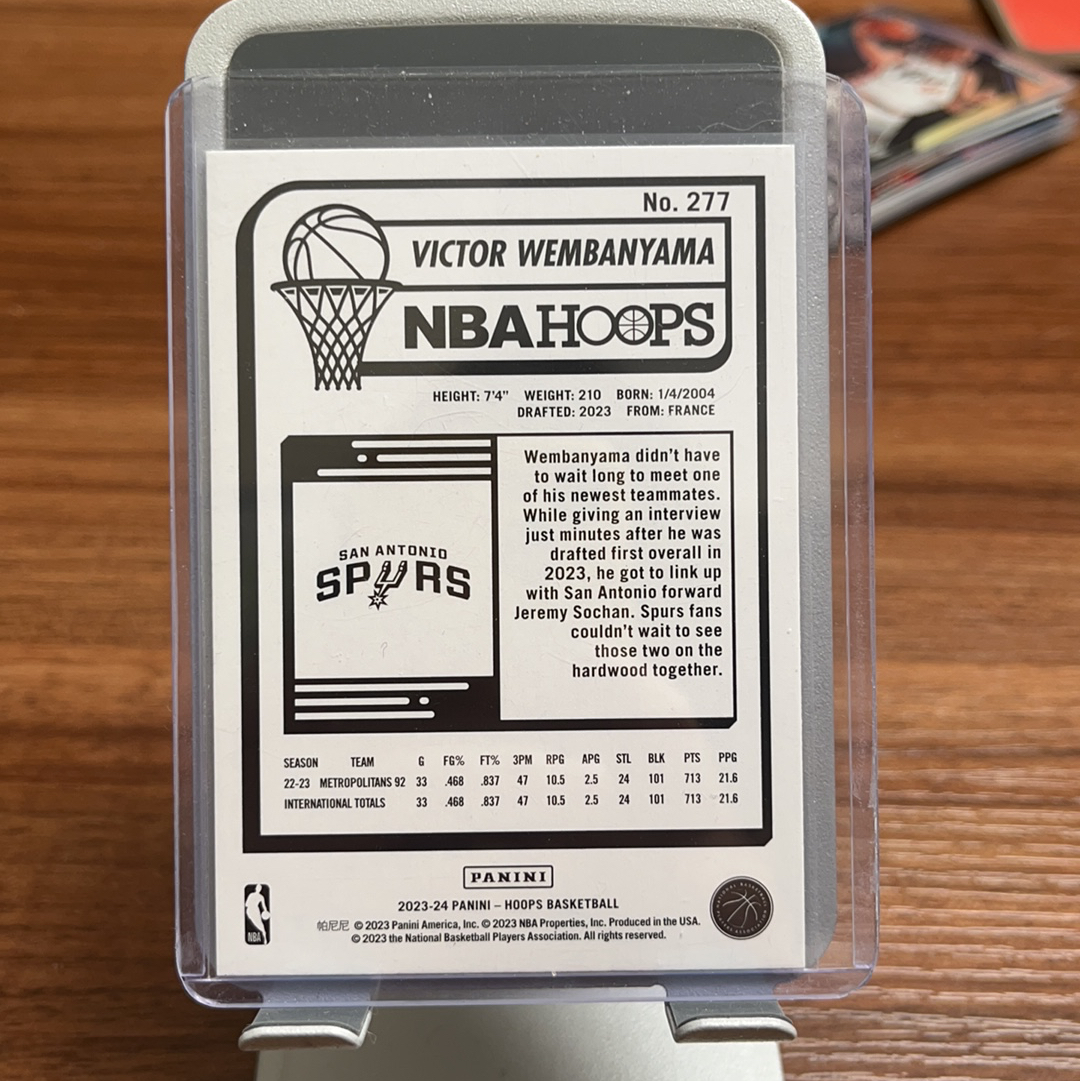 No. 277
VICTOR WEMBANYAMA
NBA HOOPS
HEIGHT: 7'4" WEIGHT: 210 BORN: 1/4/2004
DRAFTED: 2023 FROM: FRANCE
Wembanyama didn't have
to wait long to meet one
of his newest teammates.
While giving an interview
just minutes after he was
drafted first overall in
2023, he got to link up
with San Antonio forward
Jeremy Sochan. Spurs fans
couldn't wait to see
those two on the
hardwood together.
SAN ANTONIO
SPURS
SEASON TEAM G FG% FT% 3PM RPG APG STL BLK PTS PPG
22-23 METROPOLITANS 92 33 .468 .837 47 10.5 2.5 24 101 713 21.6
INTERNATIONAL TOTALS 33 .468 .837 47 10.5 2.5 24 101 713 21.6
PANINI
2023-24 PANINI – HOOPS BASKETBALL
帕尼尼 © 2023 Panini America, Inc. © 2023 NBA Properties, Inc. Produced in the USA.
© 2023 the National Basketball Players Association. All rights reserved.
NBA